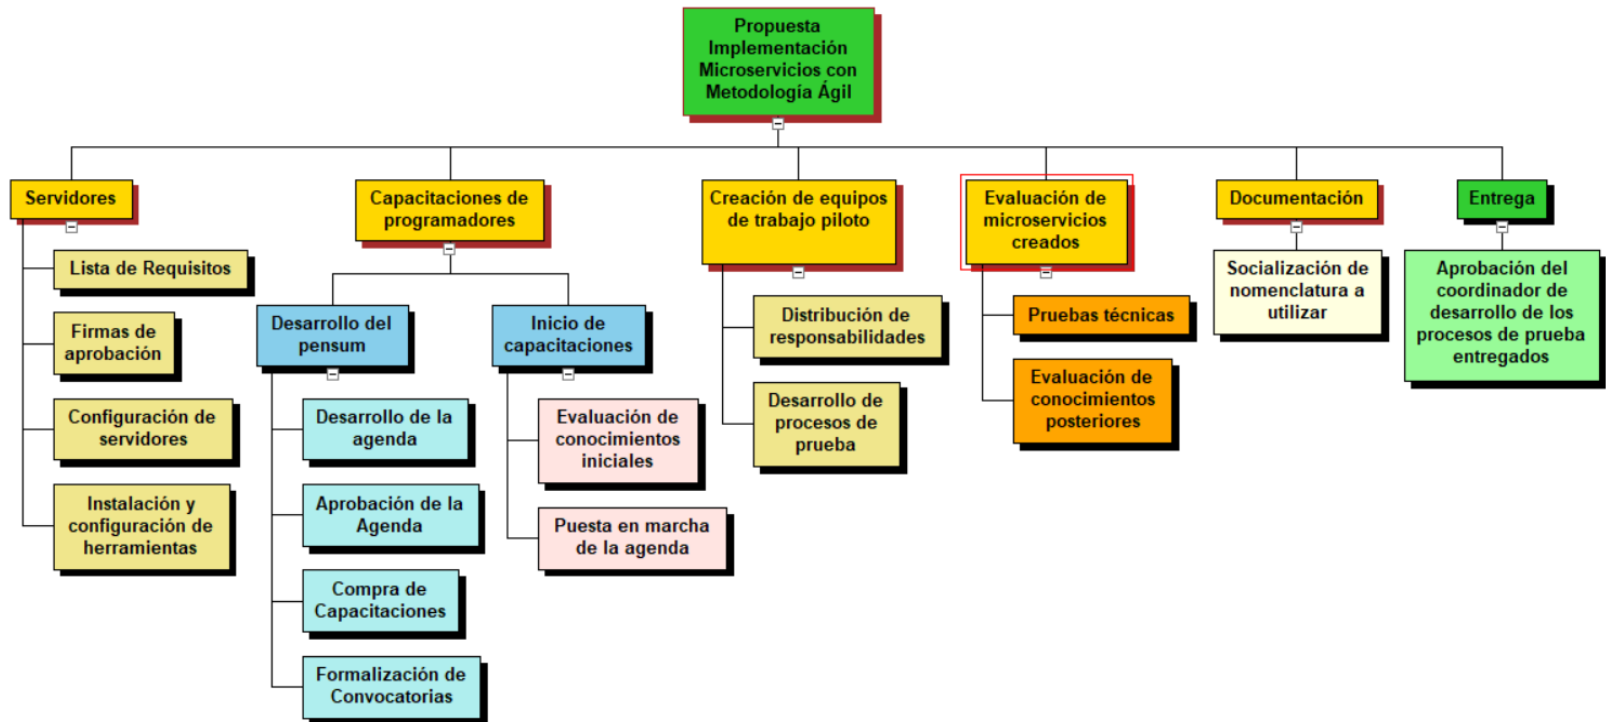 Propuesta
Implementación
Microservicios con
Metodología Ágil
Servidores
Lista de Requisitos
Firmas de
aprobación
Configuración de
servidores
Instalación y
configuración de
herramientas
Capacitaciones de
programadores
Desarrollo del
pensum
Desarrollo de la
agenda
Aprobación de la
Agenda
Compra de
Capacitaciones
Formalización de
Convocatorias
Inicio de
capacitaciones
Evaluación de
conocimientos
iniciales
Puesta en marcha
de la agenda
Creación de equipos
de trabajo piloto
Distribución de
responsabilidades
Desarrollo de
procesos de
prueba
Evaluación de
microservicios
creados
Pruebas técnicas
Evaluación de
conocimientos
posteriores
Documentación
Socialización de
nomenclatura a
utilizar
Entrega
Aprobación del
coordinador de
desarrollo de los
procesos de prueba
entregados